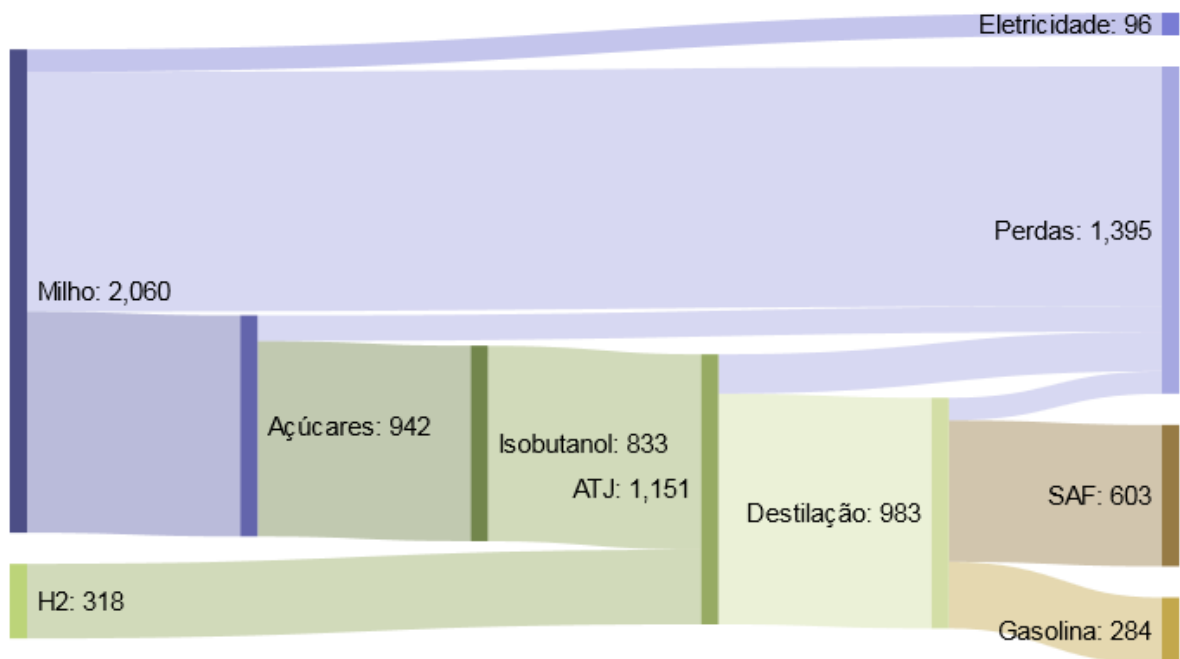 Eletricidade: 96
Perdas: 1,395
Milho: 2,060
Açúcares: 942
Isobutanol: 833
ATJ: 1,151
SAF: 603
Destilação: 983
H2: 318
Gasolina: 284